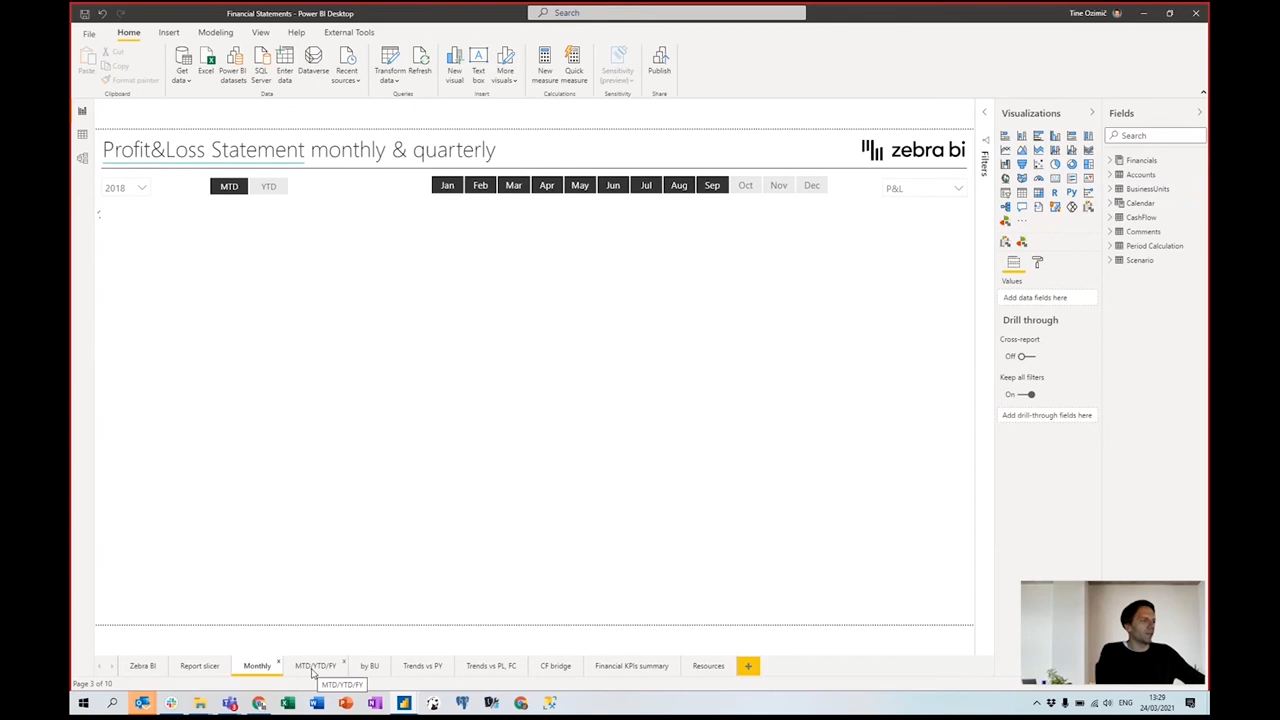 Financial Statements - Power BI Desktop
Search
Tine Ozimič
File
Home
Insert
Modeling
View
Help
External Tools
Paste
Cut
Copy
Format painter
Get data
Excel
Power BI datasets
SQL Server
Enter data
Dataverse
Recent sources
Transform data
Refresh
New visual
Text box
More visuals
New measure
Quick measure
Sensitivity (preview)
Publish
Clipboard
Data
Queries
Insert
Calculations
Sensitivity
Share
Profit&Loss Statement monthly & quarterly
zebra bi
2018
MTD
YTD
Jan
Feb
Mar
Apr
May
Jun
Jul
Aug
Sep
Oct
Nov
Dec
P&L
Filters
Visualizations
R
Py
Values
Add data fields here
Drill through
Cross-report
Off
Keep all filters
On
Add drill-through fields here
Fields
Search
Financials
Accounts
BusinessUnits
Calendar
CashFlow
Comments
Period Calculation
Scenario
Zebra BI
Report slicer
Monthly
MTD/YTD/FY
by BU
Trends vs PY
Trends vs PL, FC
CF bridge
Financial KPIs summary
Resources
MTD/YTD/FY
Page 3 of 10
ENG
13:29
24/03/2021